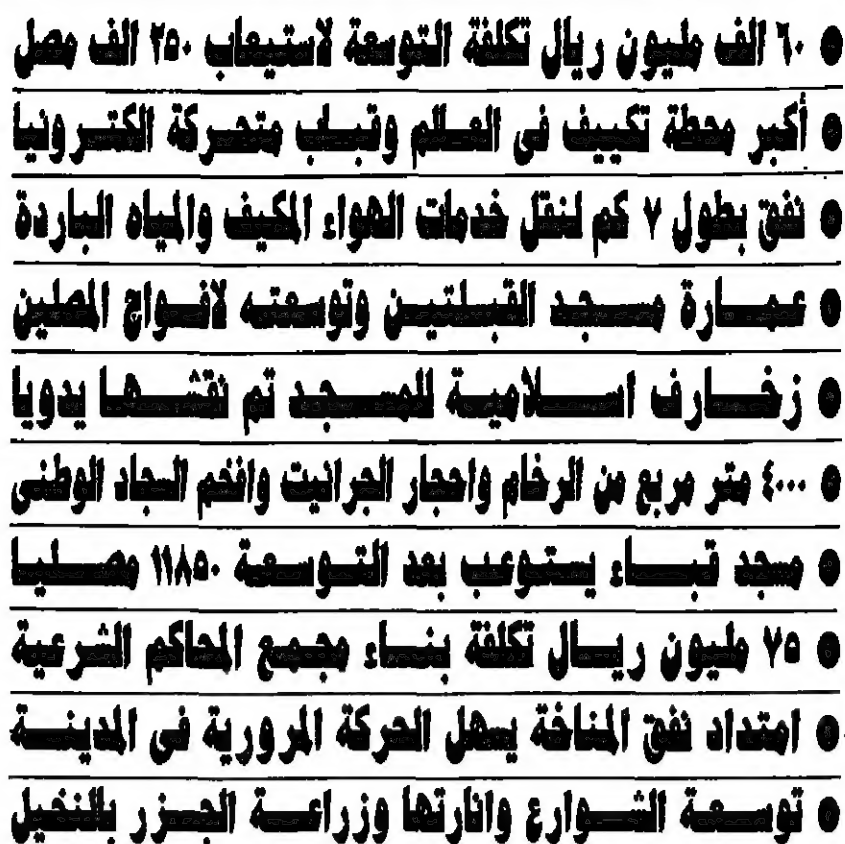 ● ٦٠ الف مليون ريال تكلفة التوسعة لاستيعاب ٢٥٠ الف مصل
● أكبر محطة تكييف فى العالم وقباب متحركة الكترونيا
● نفق بطول ٧ كم لنقل خدمات الهواء المكيف والمياه الباردة
● عمارة مسجد القبلتين وتوسعته لافواج المصلين
● زخارف اسلامية للمسجد تم نقشها يدويا
● ٤٠٠٠ متر مربع من الرخام واحجار الجرانيت وافخم السجاد الوطنى
● مسجد قباء يستوعب بعد التوسعة ١١٨٥٠ مصليا
● ٧٥ مليون ريال تكلفة بناء مجمع المحاكم الشرعية
● امتداد نفق المناخة يسهل الحركة المرورية فى المدينة
● توسعة الشوارع وانارتها وزراعة الجزر بالنخيل